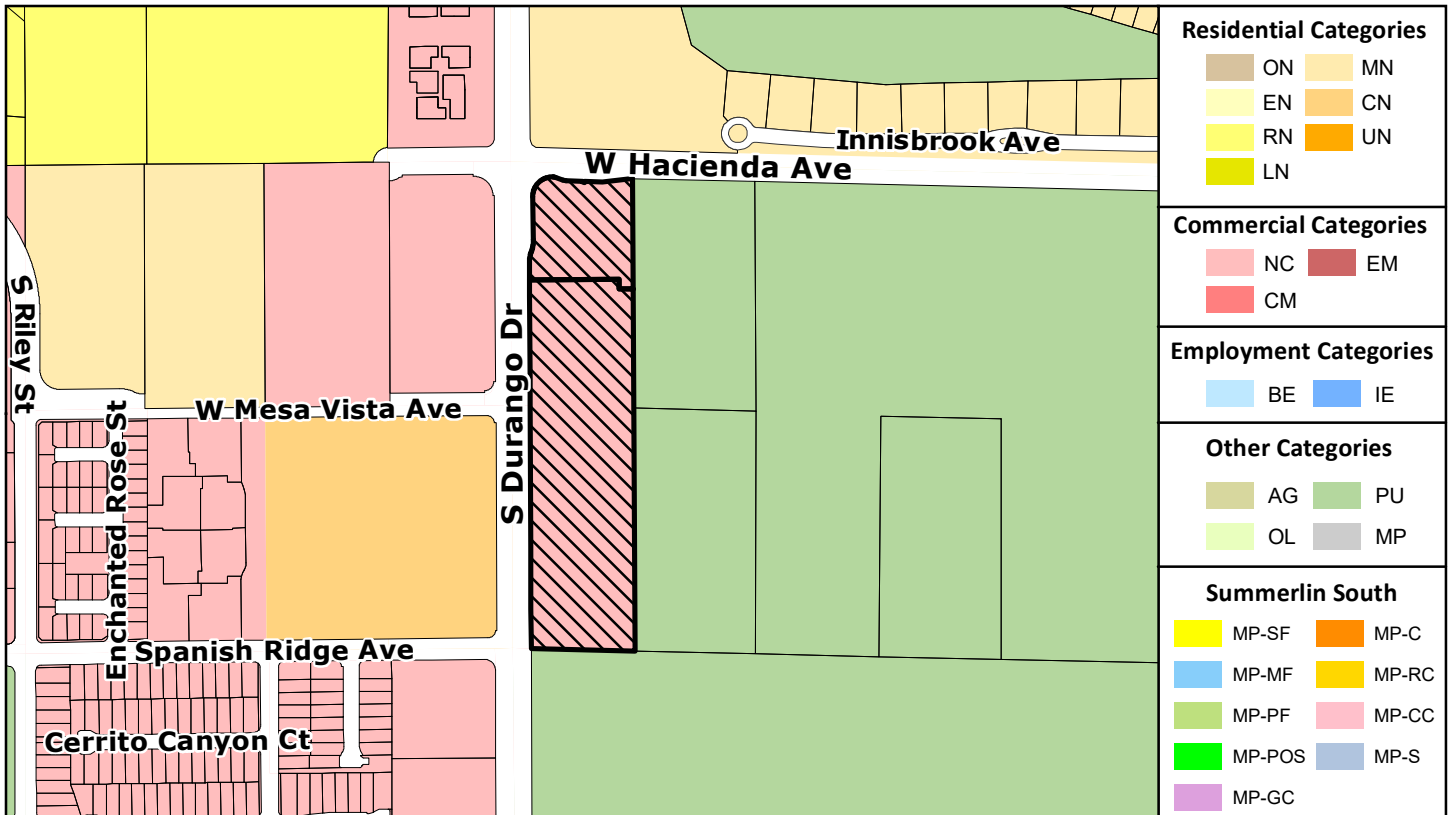 Innisbrook Ave
W Hacienda Ave
S Riley St
S Durango Dr
W Mesa Vista Ave
Enchanted Rose St
Spanish Ridge Ave
Cerrito Canyon Ct
Residential Categories
ON MN
EN CN
RN UN
LN
Commercial Categories
NC EM
CM
Employment Categories
BE IE
Other Categories
AG PU
OL MP
Summerlin South
MP-SF MP-C
MP-MF MP-RC
MP-PF MP-CC
MP-POS MP-S
MP-GC